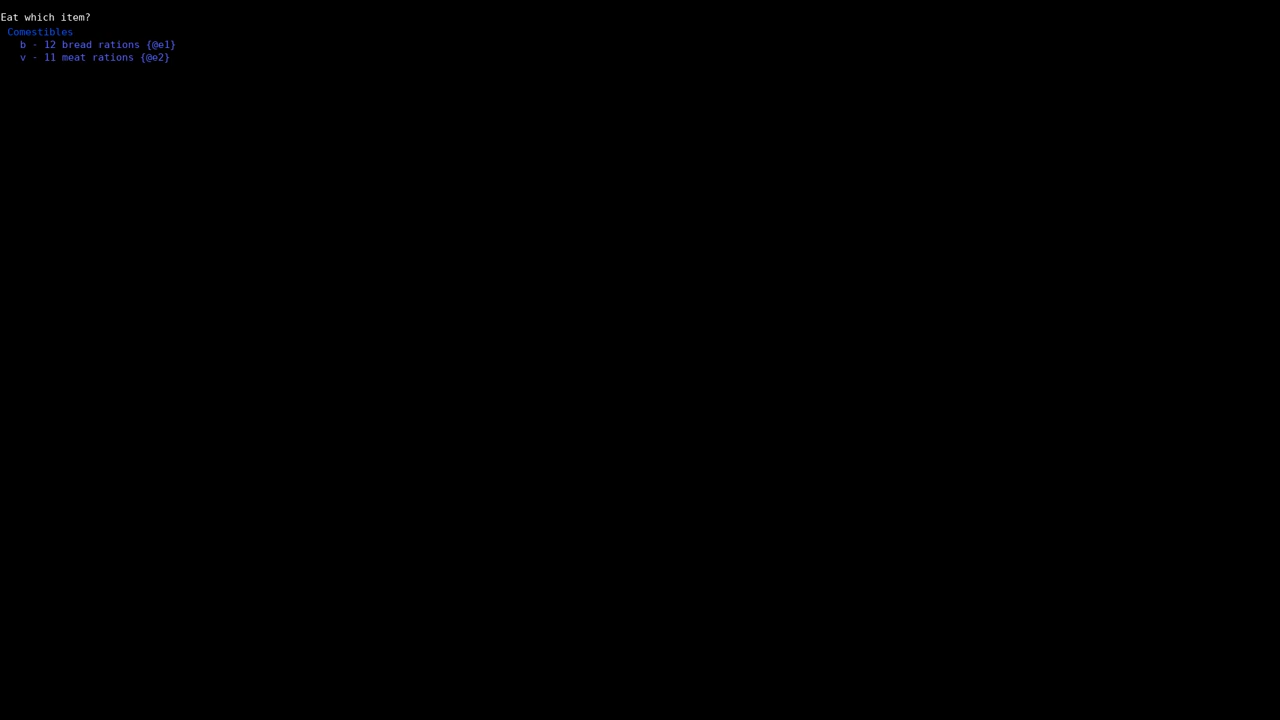 Eat which item?
Comestibles
b - 12 bread rations {@e1}
v - 11 meat rations {@e2}